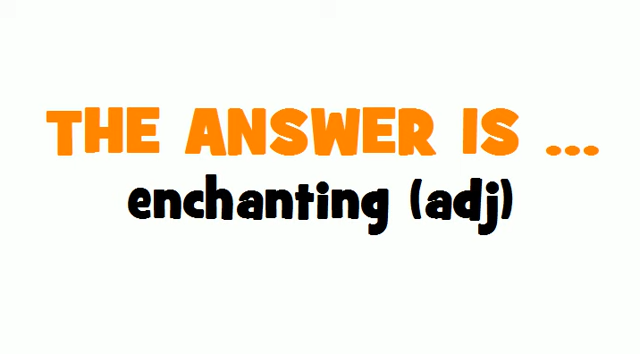 THE ANSWER IS ...
enchanting (adj)